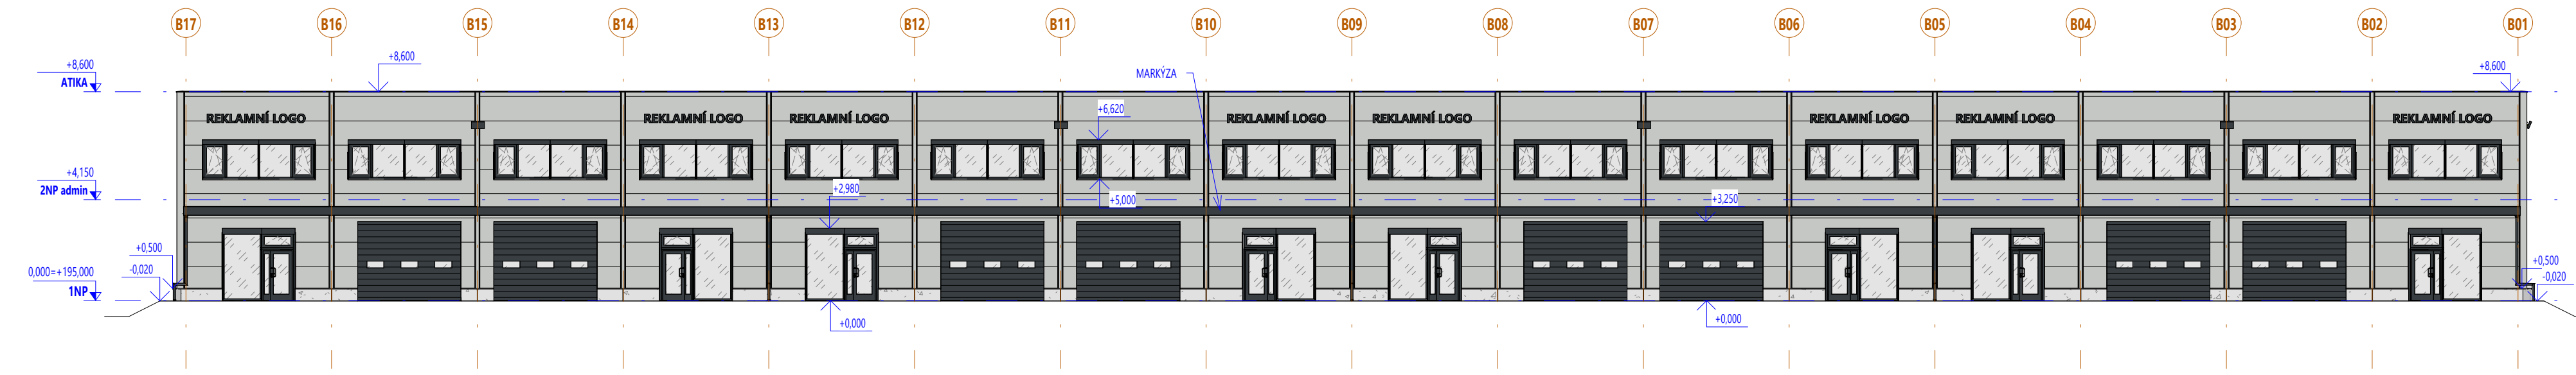 B17 B16 B15 B14 B13 B12 B11 B10 B09 B08 B07 B06 B05 B04 B03 B02 B01
+8,600
+8,600
+8,600
ATIKA
MARKÝZA
+6,620
REKLAMNÍ LOGO REKLAMNÍ LOGO REKLAMNÍ LOGO REKLAMNÍ LOGO REKLAMNÍ LOGO REKLAMNÍ LOGO REKLAMNÍ LOGO REKLAMNÍ LOGO
+4,150
2NP admin
+2,980
+5,000
+3,250
+0,500
0,000=+195,000
-0,020
1NP
+0,500
-0,020
+0,000
+0,000